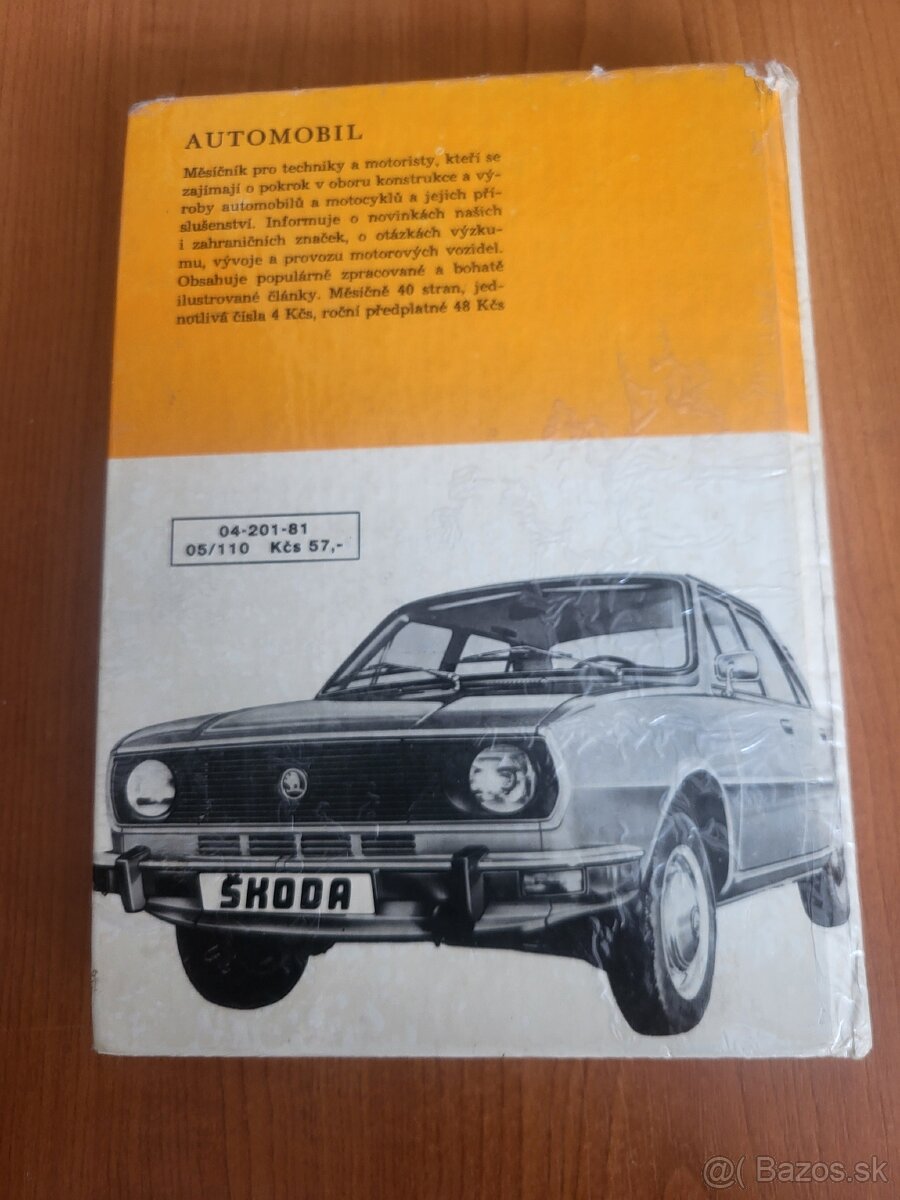 AUTOMOBIL
Měsíčník pro techniky a motoristy, kteří se
zajímají o pokrok v oboru konstrukce a vý-
roby automobilů a motocyklů a jejich pří-
slušenství. Informuje o novinkách našich
i zahraničních značek, o otázkách výzku-
mu, vývoje a provozu motorových vozidel.
Obsahuje populárně zpracované a bohatě
ilustrované články. Měsíčně 40 stran, jed-
notlivá čísla 4 Kčs, roční předplatné 48 Kčs
04-201-81
05/110 Kčs 57,-
ŠKODA
@( Bazos.sk